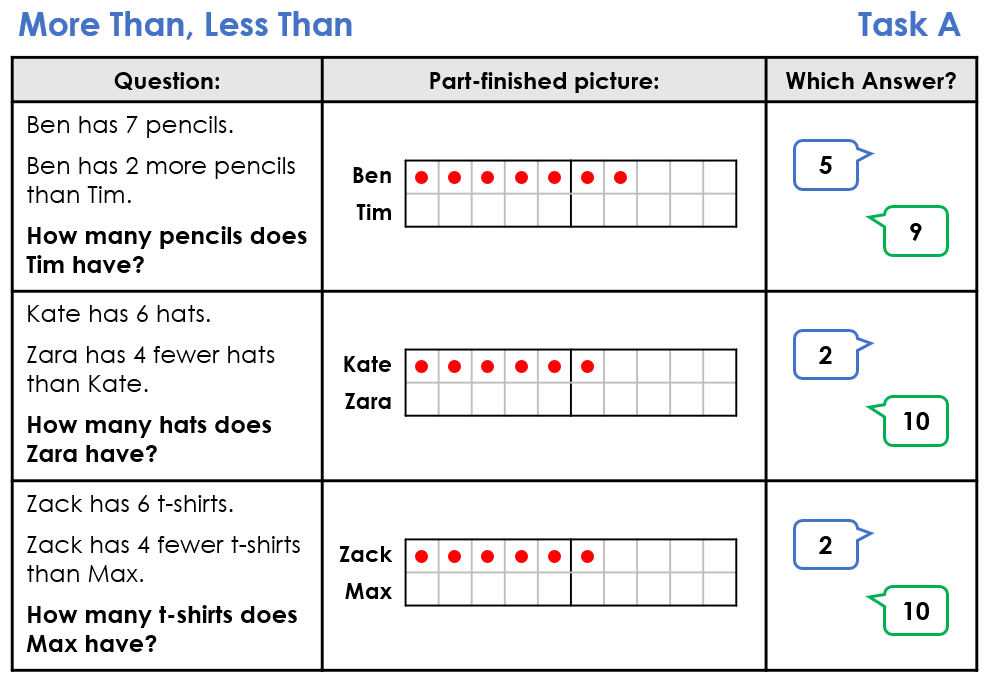 More Than, Less Than
Task A
Question:
Part-finished picture:
Which Answer?
Ben has 7 pencils.
Ben has 2 more pencils
than Tim.
How many pencils does
Tim have?
Ben
Tim
5
9
Kate has 6 hats.
Zara has 4 fewer hats
than Kate.
How many hats does
Zara have?
Kate
Zara
2
10
Zack has 6 t-shirts.
Zack has 4 fewer t-shirts
than Max.
How many t-shirts does
Max have?
Zack
Max
2
10